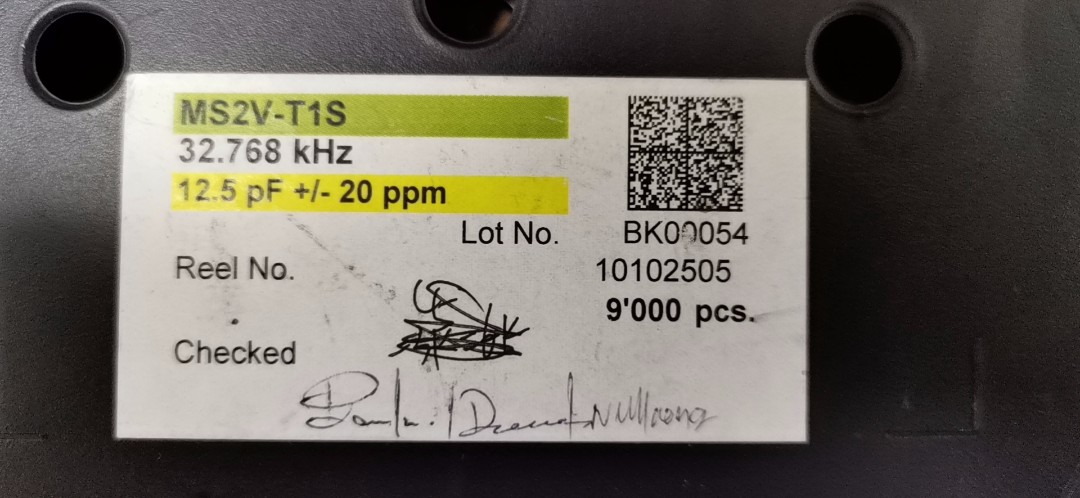 MS2V-T1S
32.768 kHz
12.5 pF +/- 20 ppm
Lot No. BK00054
Reel No. 10102505
9'000 pcs.
Checked